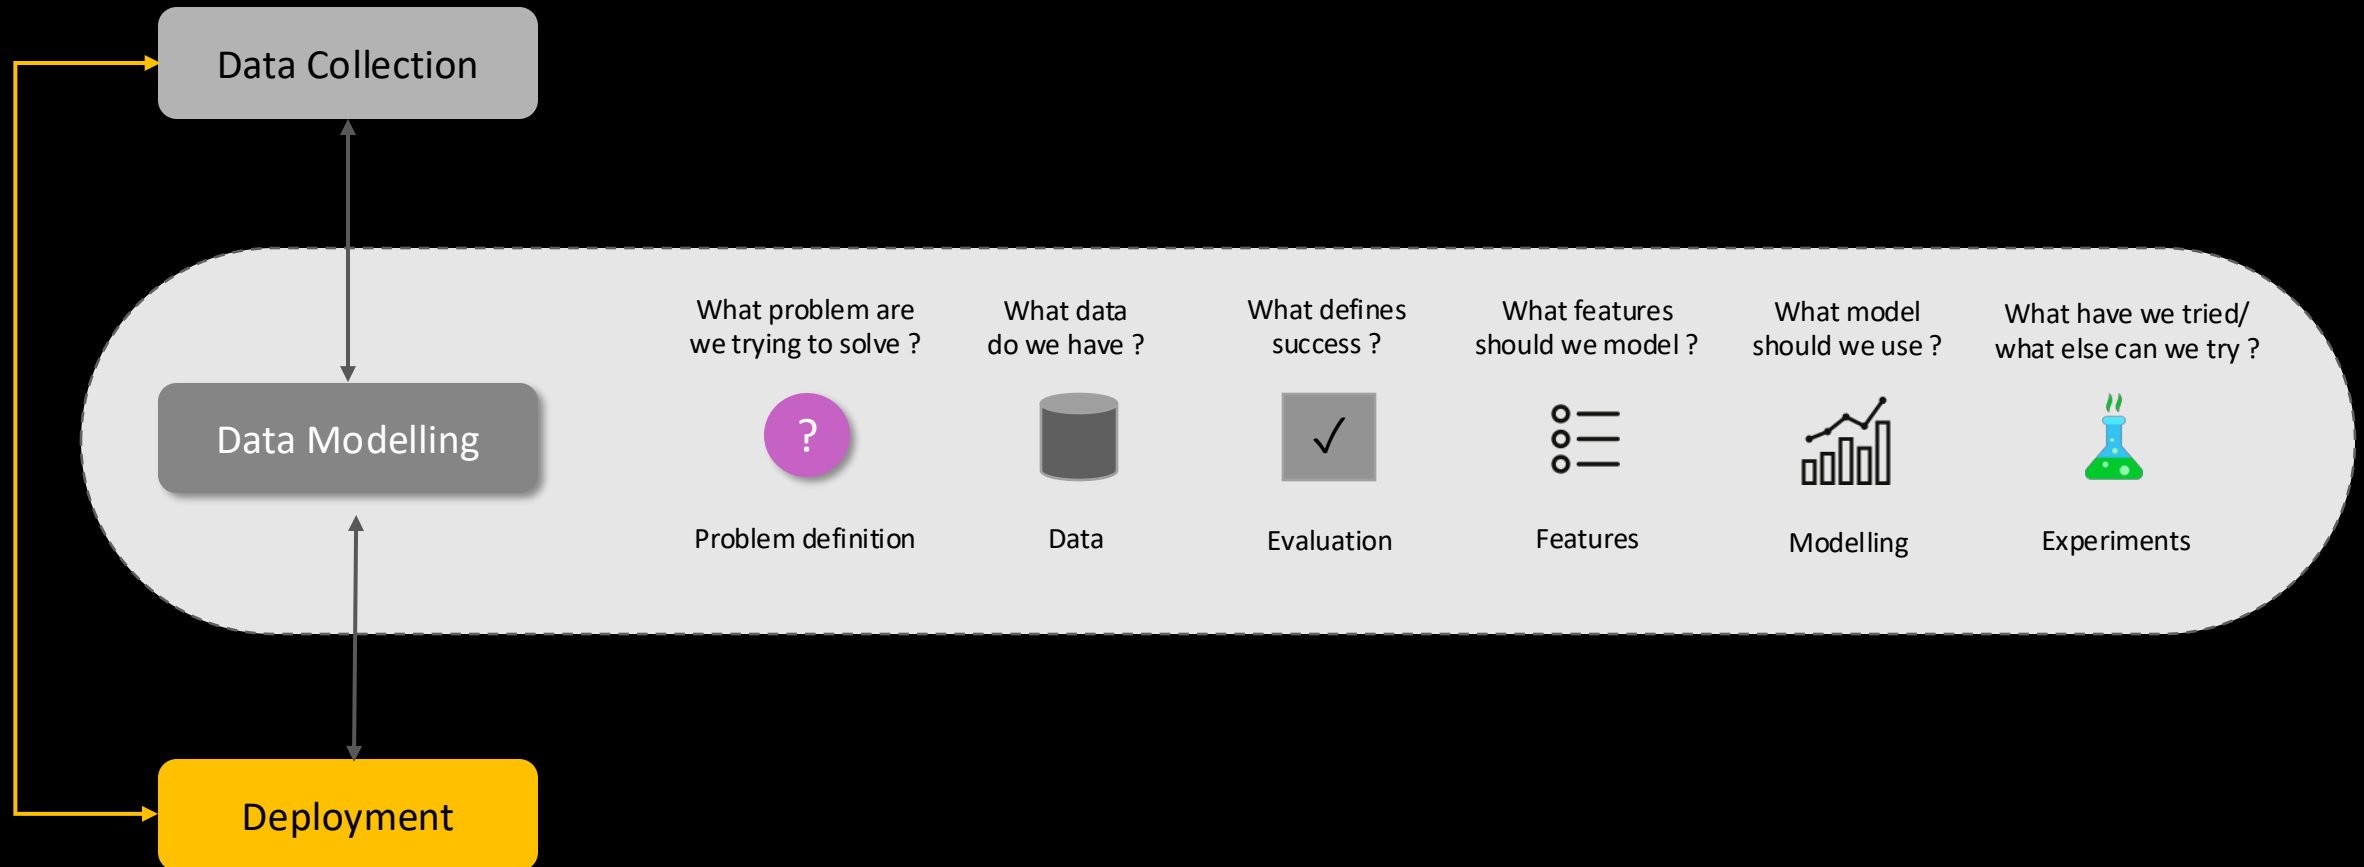 Data Collection
What problem are
we trying to solve ?
What data
do we have ?
What defines
success ?
What features
should we model ?
What model
should we use ?
What have we tried/
what else can we try ?
Data Modelling
?
✓
Problem definition
Data
Evaluation
Features
Modelling
Experiments
Deployment